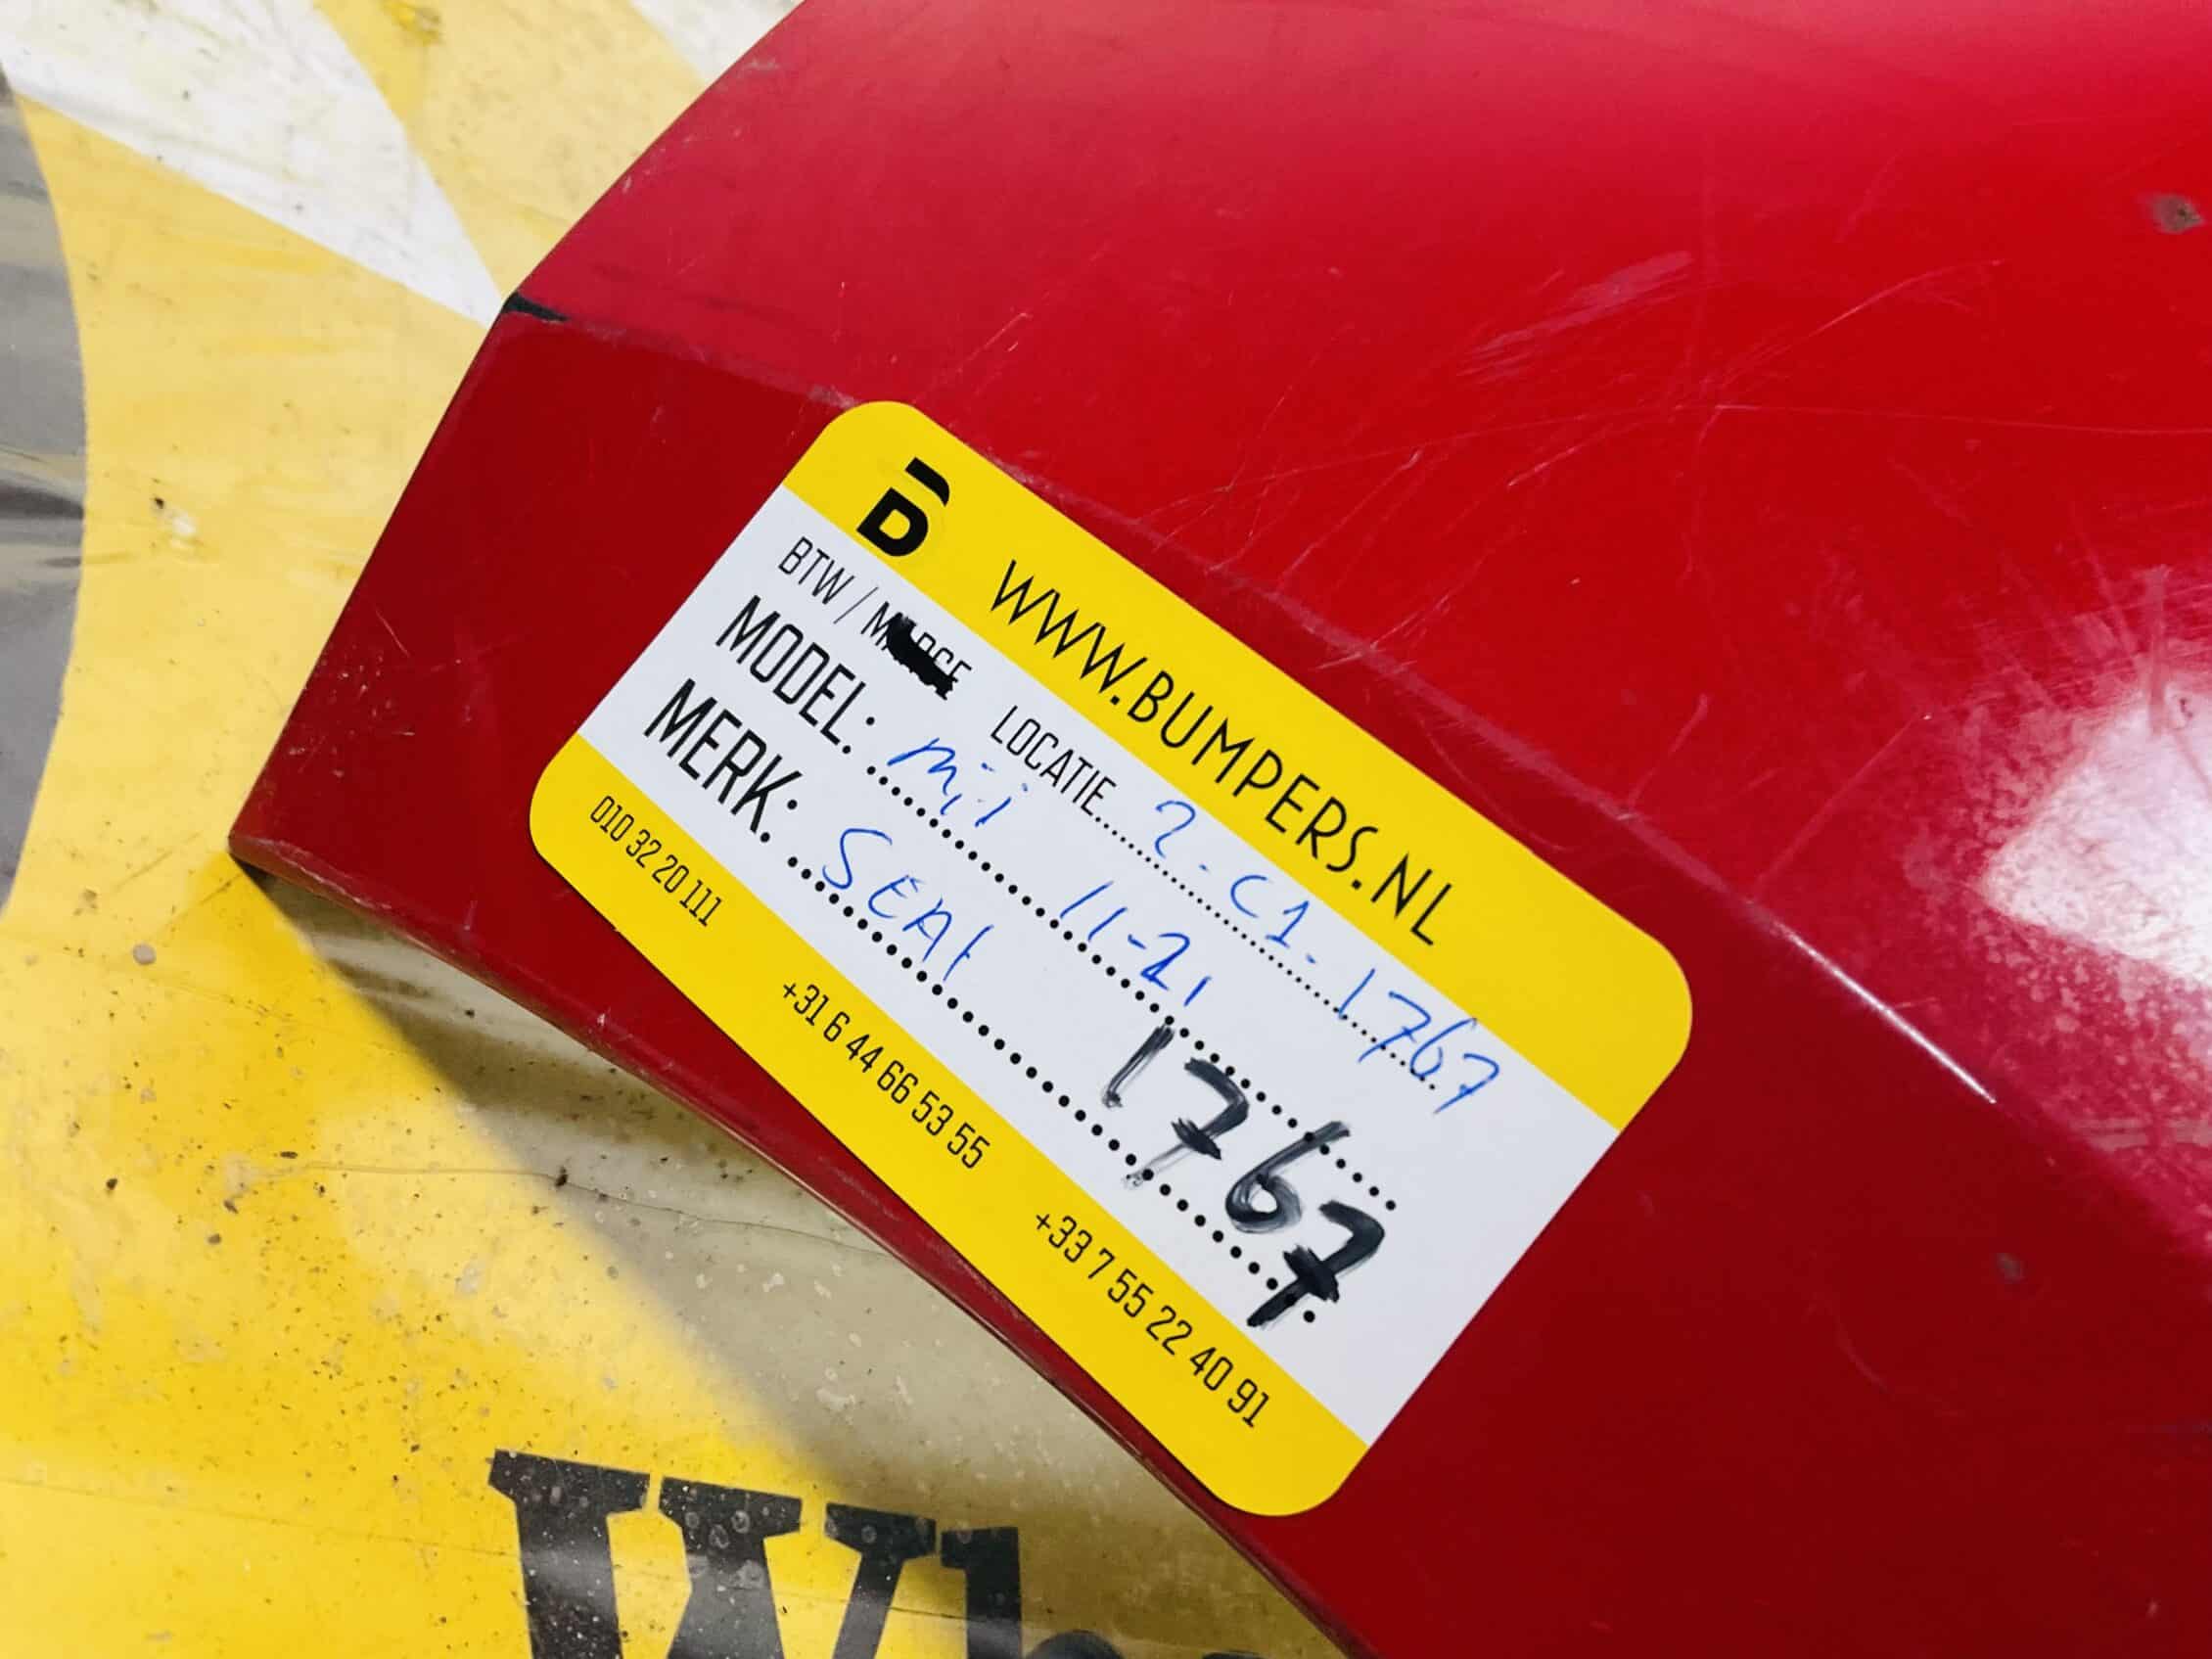 B WWW.BUMPERS.NL
BTW / MARGE LOCATIE 2-C1-1767
MODEL: Mii 11-21
MERK: SEAT
1767
010 32 20 111 +31 6 44 66 53 55 +33 7 55 22 40 91